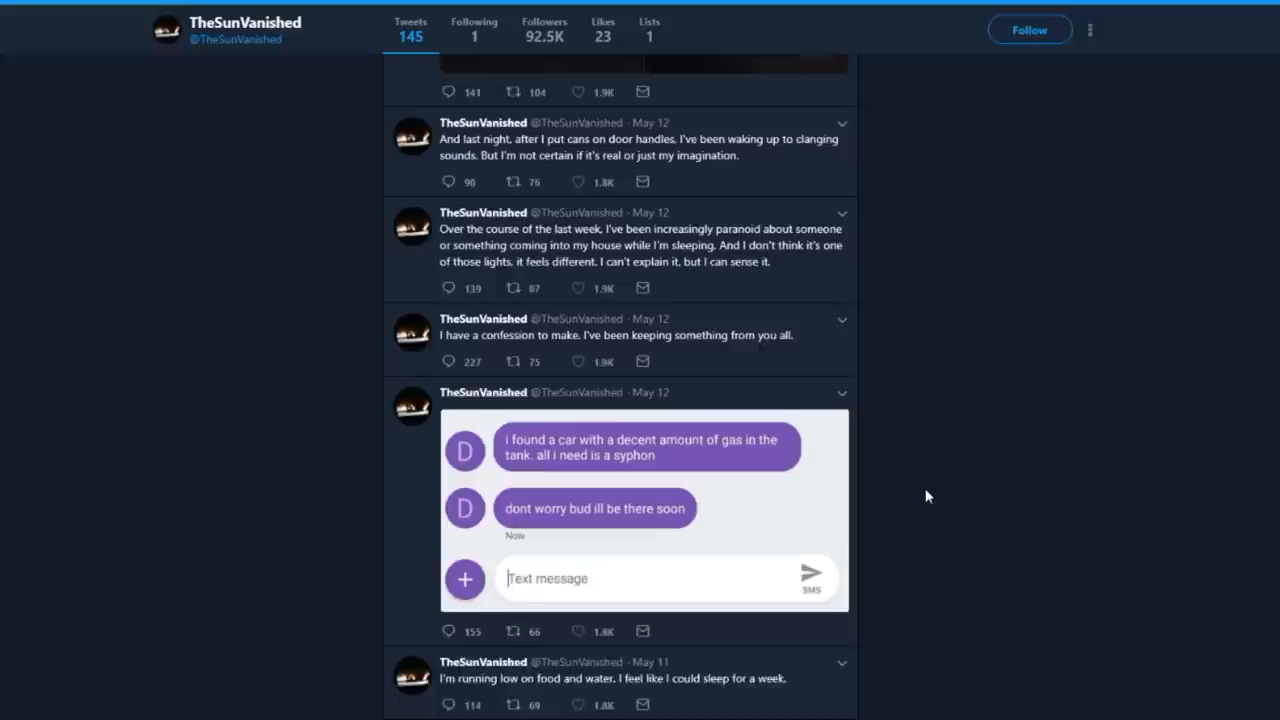 TheSunVanished
@TheSunVanished
Tweets
145
Following
1
Followers
92.5K
Likes
23
Lists
1
Follow
141 104 1.9K
TheSunVanished @TheSunVanished · May 12
And last night, after I put cans on door handles, I've been waking up to clanging
sounds. But I'm not certain if it's real or just my imagination.
90 76 1.8K
TheSunVanished @TheSunVanished · May 12
Over the course of the last week, I've been increasingly paranoid about someone
or something coming into my house while I'm sleeping. And I don't think it's one
of those lights, it feels different. I can't explain it, but I can sense it.
139 87 1.9K
TheSunVanished @TheSunVanished · May 12
I have a confession to make. I've been keeping something from you all.
227 75 1.9K
TheSunVanished @TheSunVanished · May 12
D
i found a car with a decent amount of gas in the
tank. all i need is a syphon
D
dont worry bud ill be there soon
Now
Text message
SMS
155 66 1.8K
TheSunVanished @TheSunVanished · May 11
I'm running low on food and water. I feel like I could sleep for a week.
114 69 1.8K